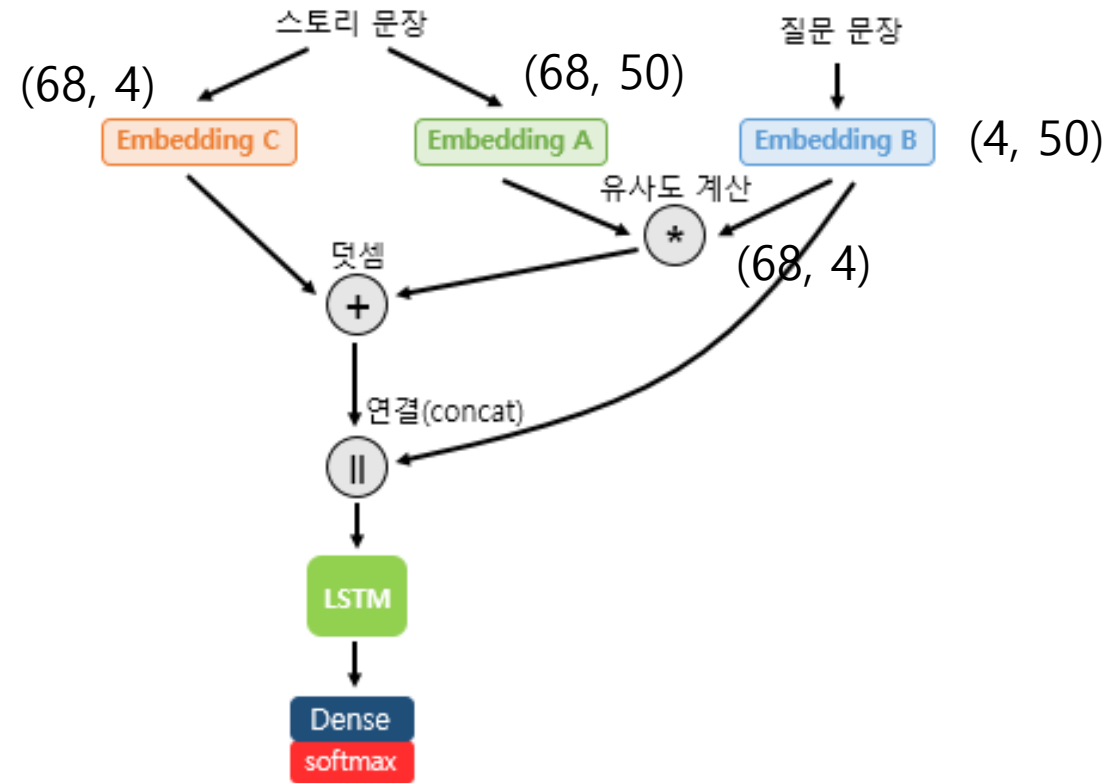 스토리 문장
질문 문장
(68, 4)
(68, 50)
Embedding C
Embedding A
Embedding B
(4, 50)
유사도 계산
*
(68, 4)
덧셈
+
연결(concat)
||
LSTM
Dense
softmax